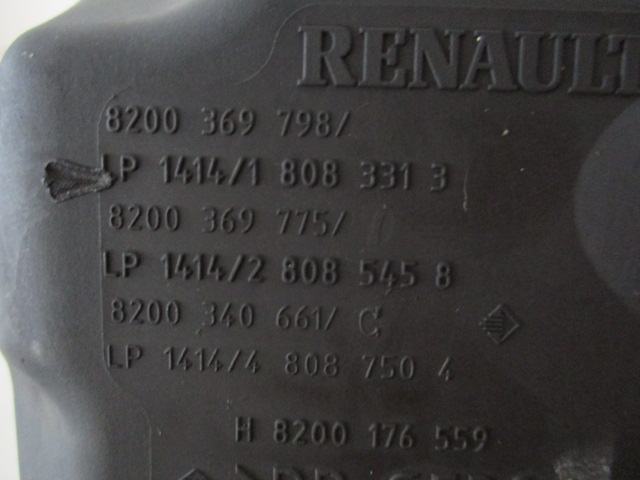 RENAULT
8200 369 798/
LP 1414/1 808 331 3
8200 369 775/
LP 1414/2 808 545 8
8200 340 661/ C
LP 1414/4 808 750 4
H 8200 176 559